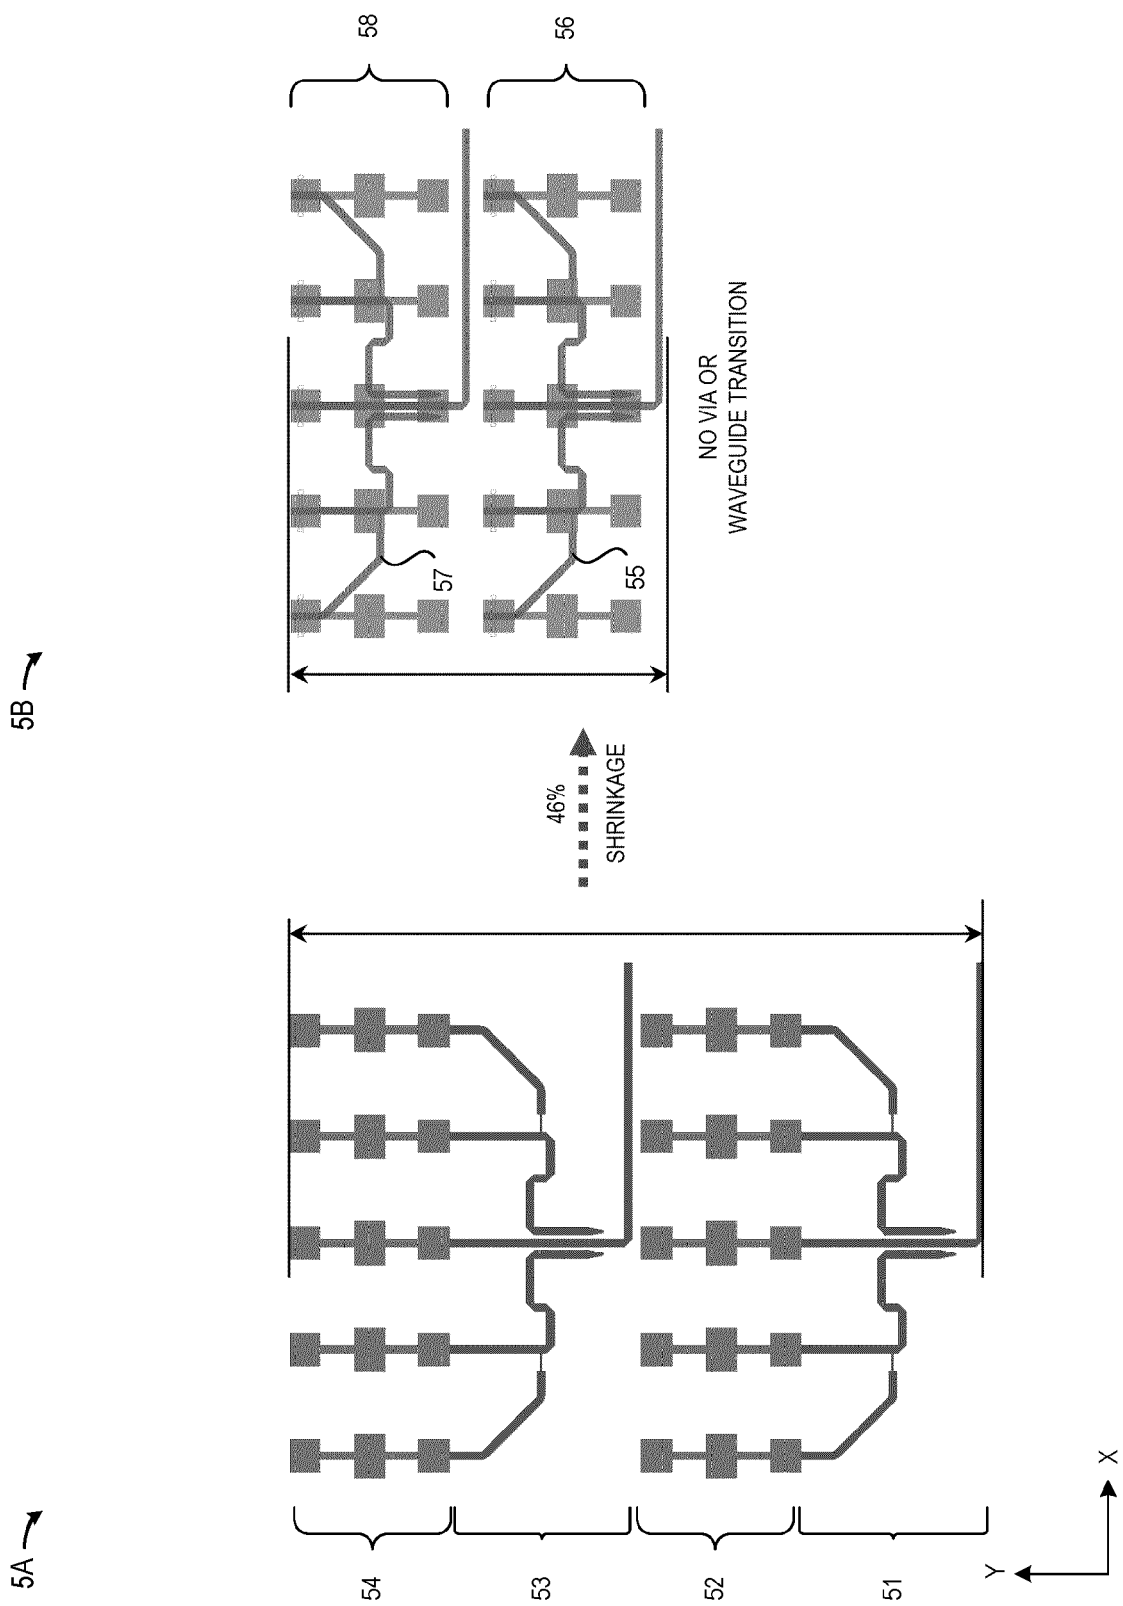 5A
5B
54
53
52
51
Y
X
46%
SHRINKAGE
58
56
57
55
NO VIA OR
WAVEGUIDE TRANSITION